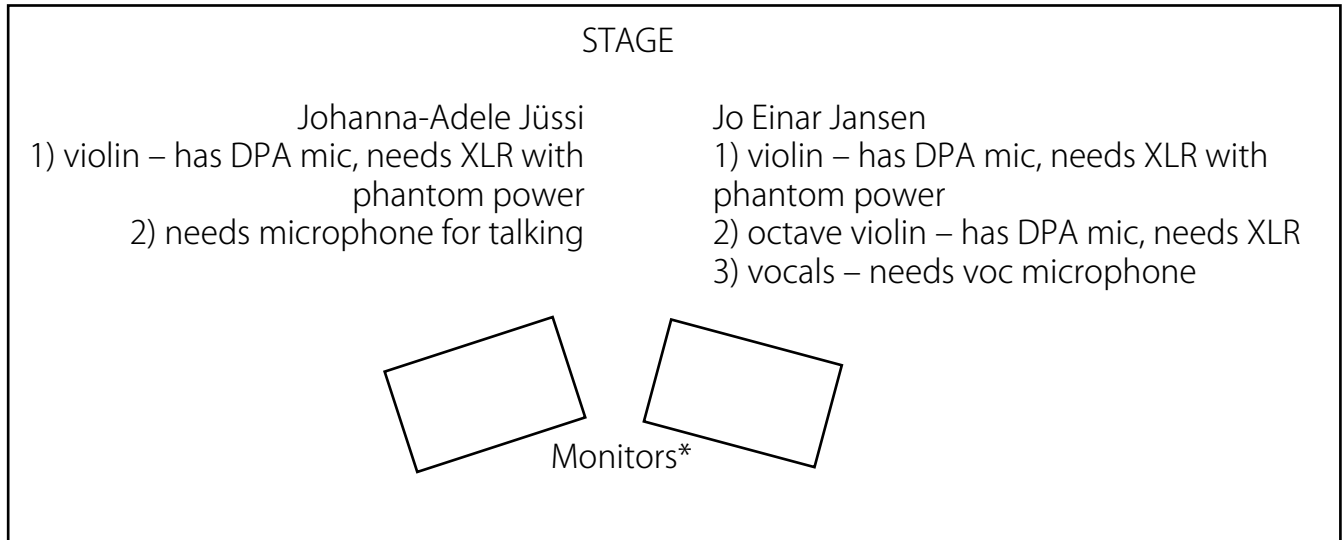 STAGE
Johanna-Adele Jüssi
1) violin – has DPA mic, needs XLR with
phantom power
2) needs microphone for talking
Jo Einar Jansen
1) violin – has DPA mic, needs XLR with
phantom power
2) octave violin – has DPA mic, needs XLR
3) vocals – needs voc microphone
Monitors*